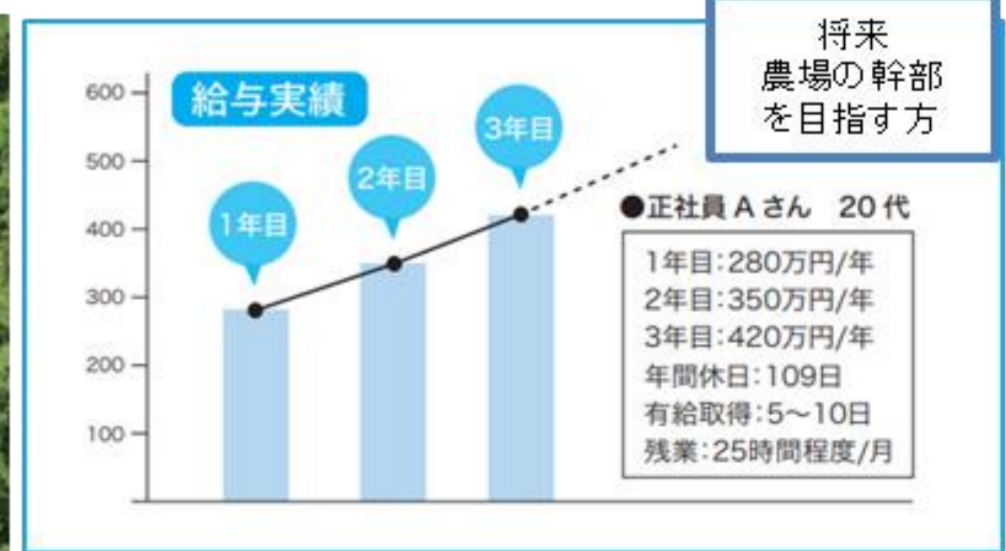 将来
農場の幹部
を目指す方
給与実績
600
500
400
300
200
100
1年目
2年目
3年目
●正社員 A さん 20 代
1年目:280万円/年
2年目:350万円/年
3年目:420万円/年
年間休日:109日
有給取得:5〜10日
残業:25時間程度/月